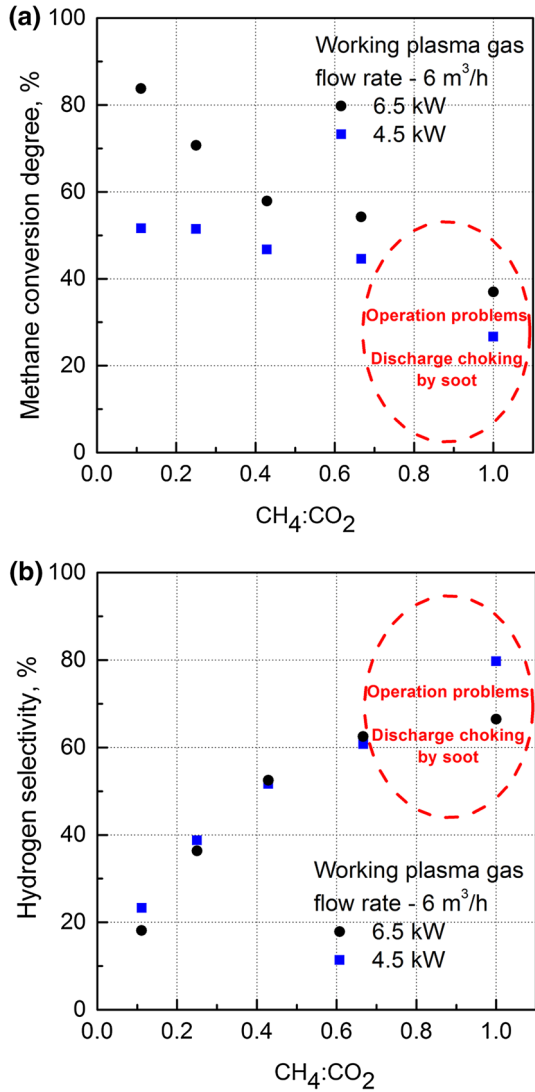 (a)
100
80
60
40
20
0
Methane conversion degree, %
Working plasma gas
flow rate - 6 m³/h
6.5 kW
4.5 kW
Operation problems
Discharge choking
by soot
0.0 0.2 0.4 0.6 0.8 1.0
CH₄:CO₂
(b)
100
80
60
40
20
0
Hydrogen selectivity, %
Operation problems
Discharge choking
by soot
Working plasma gas
flow rate - 6 m³/h
6.5 kW
4.5 kW
0.0 0.2 0.4 0.6 0.8 1.0
CH₄:CO₂